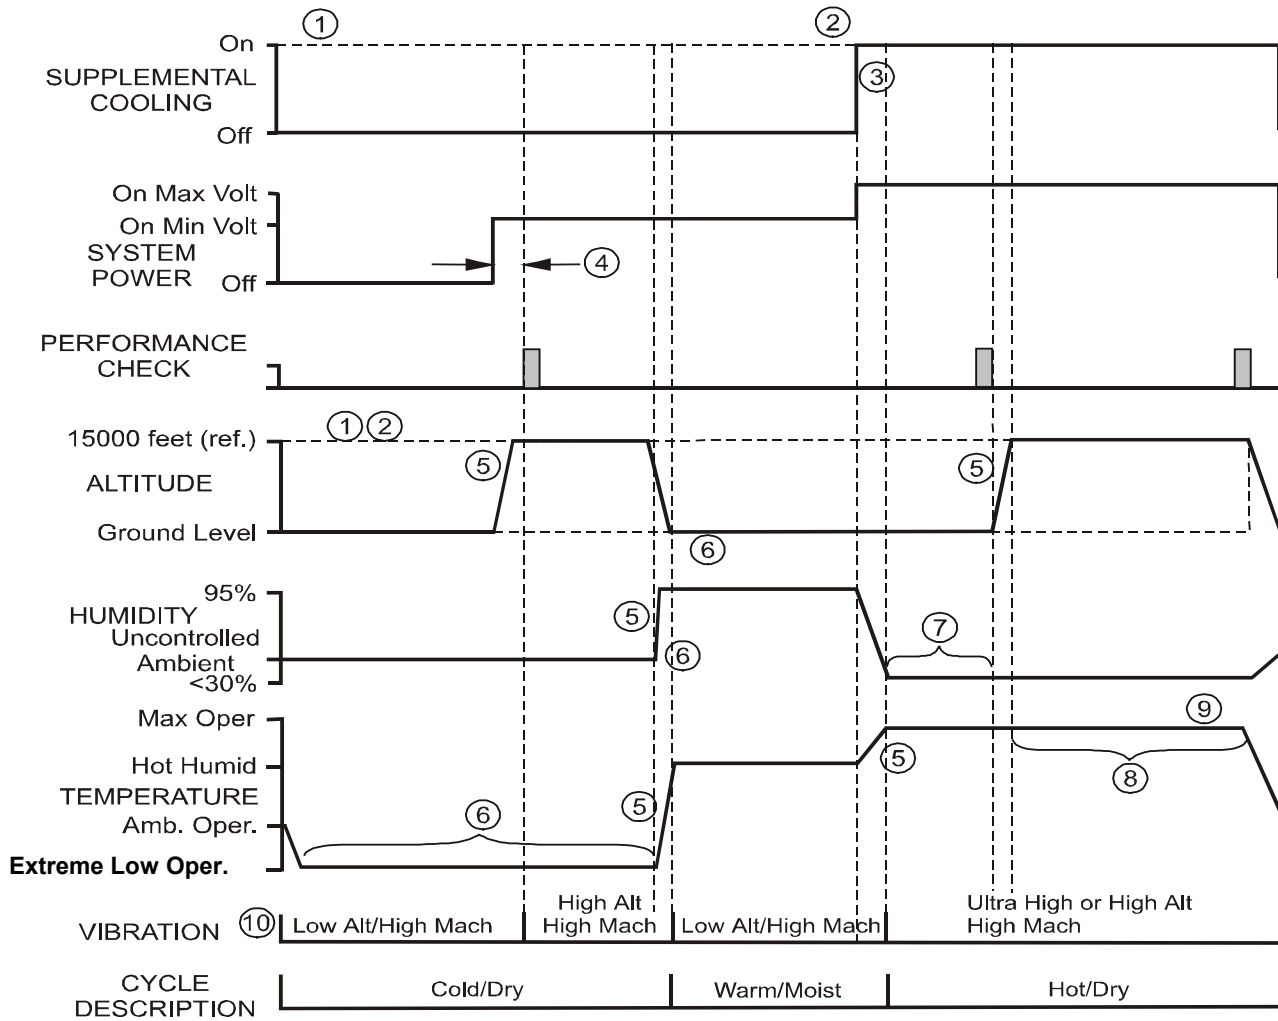 ① ②
On
③
SUPPLEMENTAL
COOLING
Off
On Max Volt
On Min Volt
SYSTEM
POWER
④
Off
PERFORMANCE
CHECK
① ②
15000 feet (ref.)
⑤ ⑤
ALTITUDE
Ground Level
⑥
95%
HUMIDITY
⑤ ⑦
Uncontrolled
Ambient
⑥
<30%
Max Oper
⑨
⑤
Hot Humid
⑧
TEMPERATURE
⑥ ⑤
Amb. Oper.
Extreme Low Oper.
VIBRATION
⑩
Low Alt/High Mach
High Alt
High Mach
Low Alt/High Mach
Ultra High or High Alt
High Mach
CYCLE
DESCRIPTION
Cold/Dry
Warm/Moist
Hot/Dry